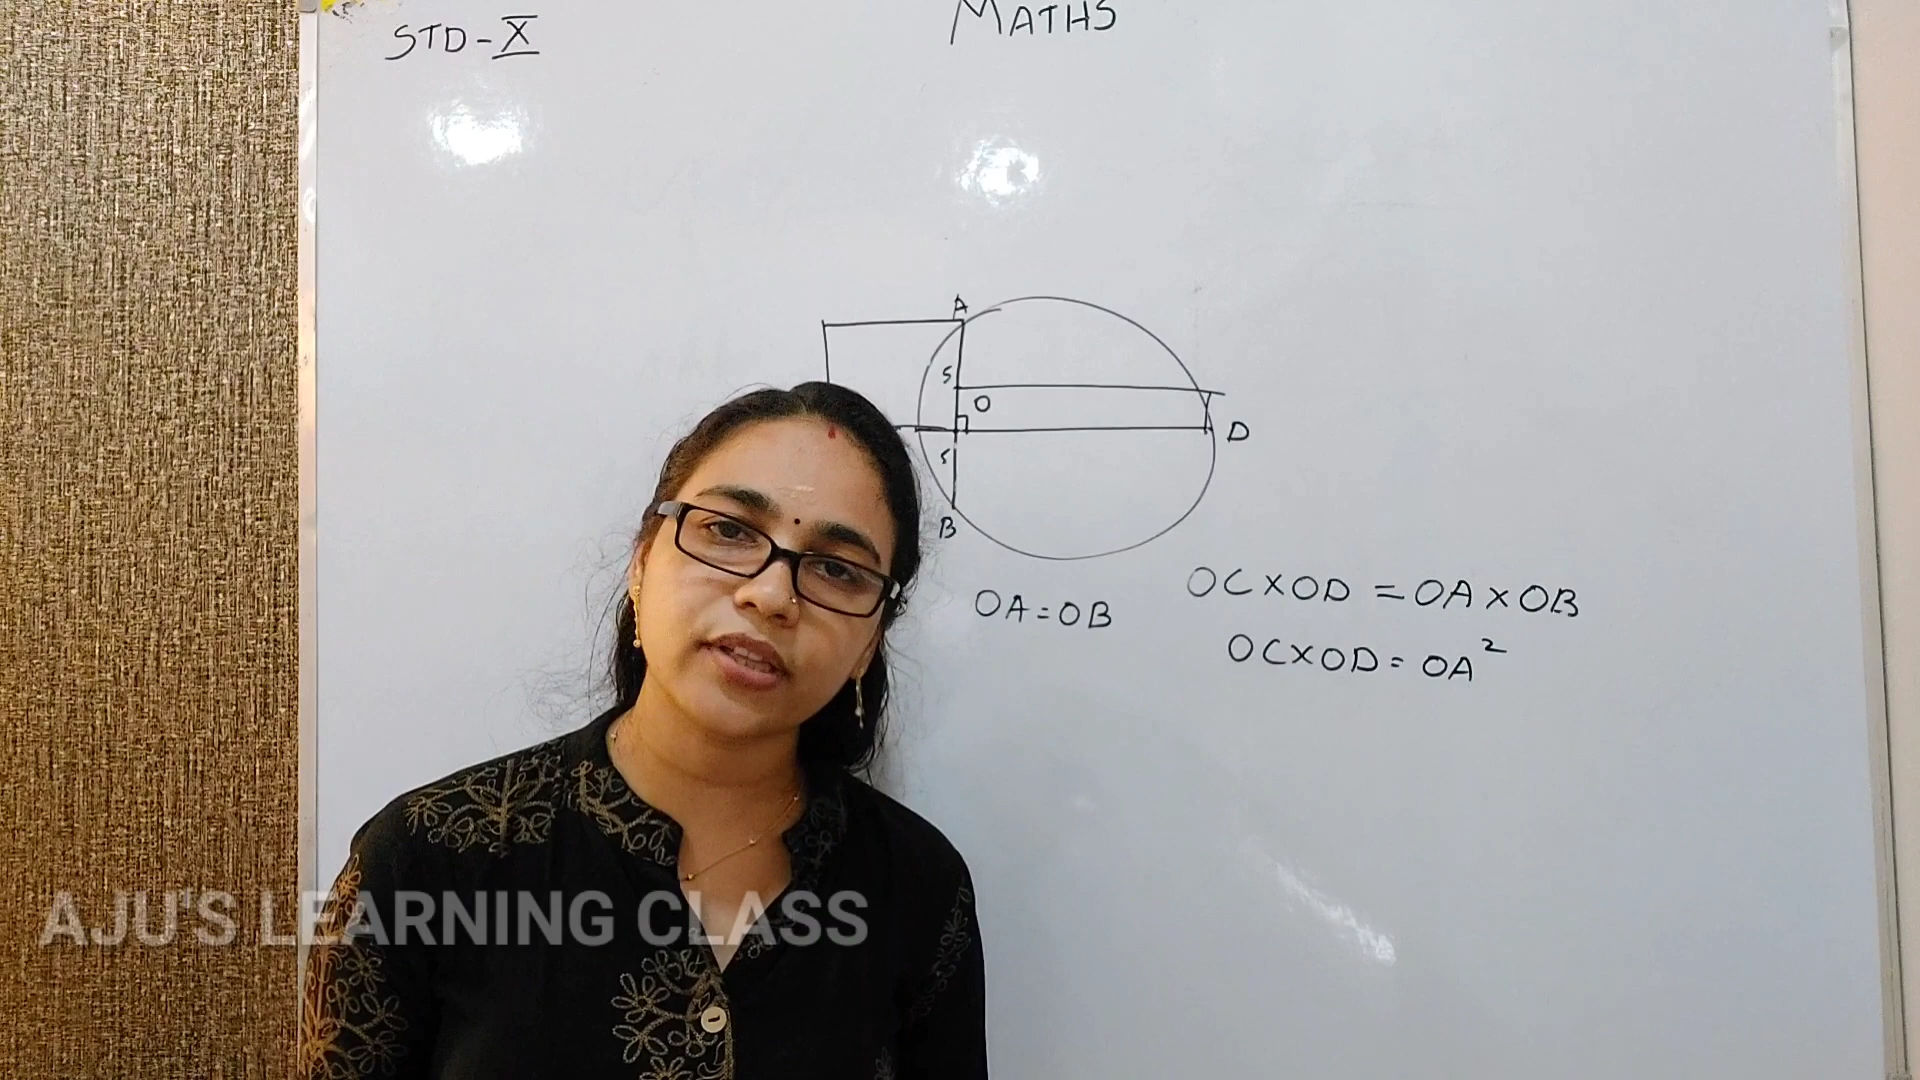 STD-X
MATHS
A
5
O
D
5
B
OA=OB
OC×OD=OA×OB
OC×OD=OA²
AJU'S LEARNING CLASS